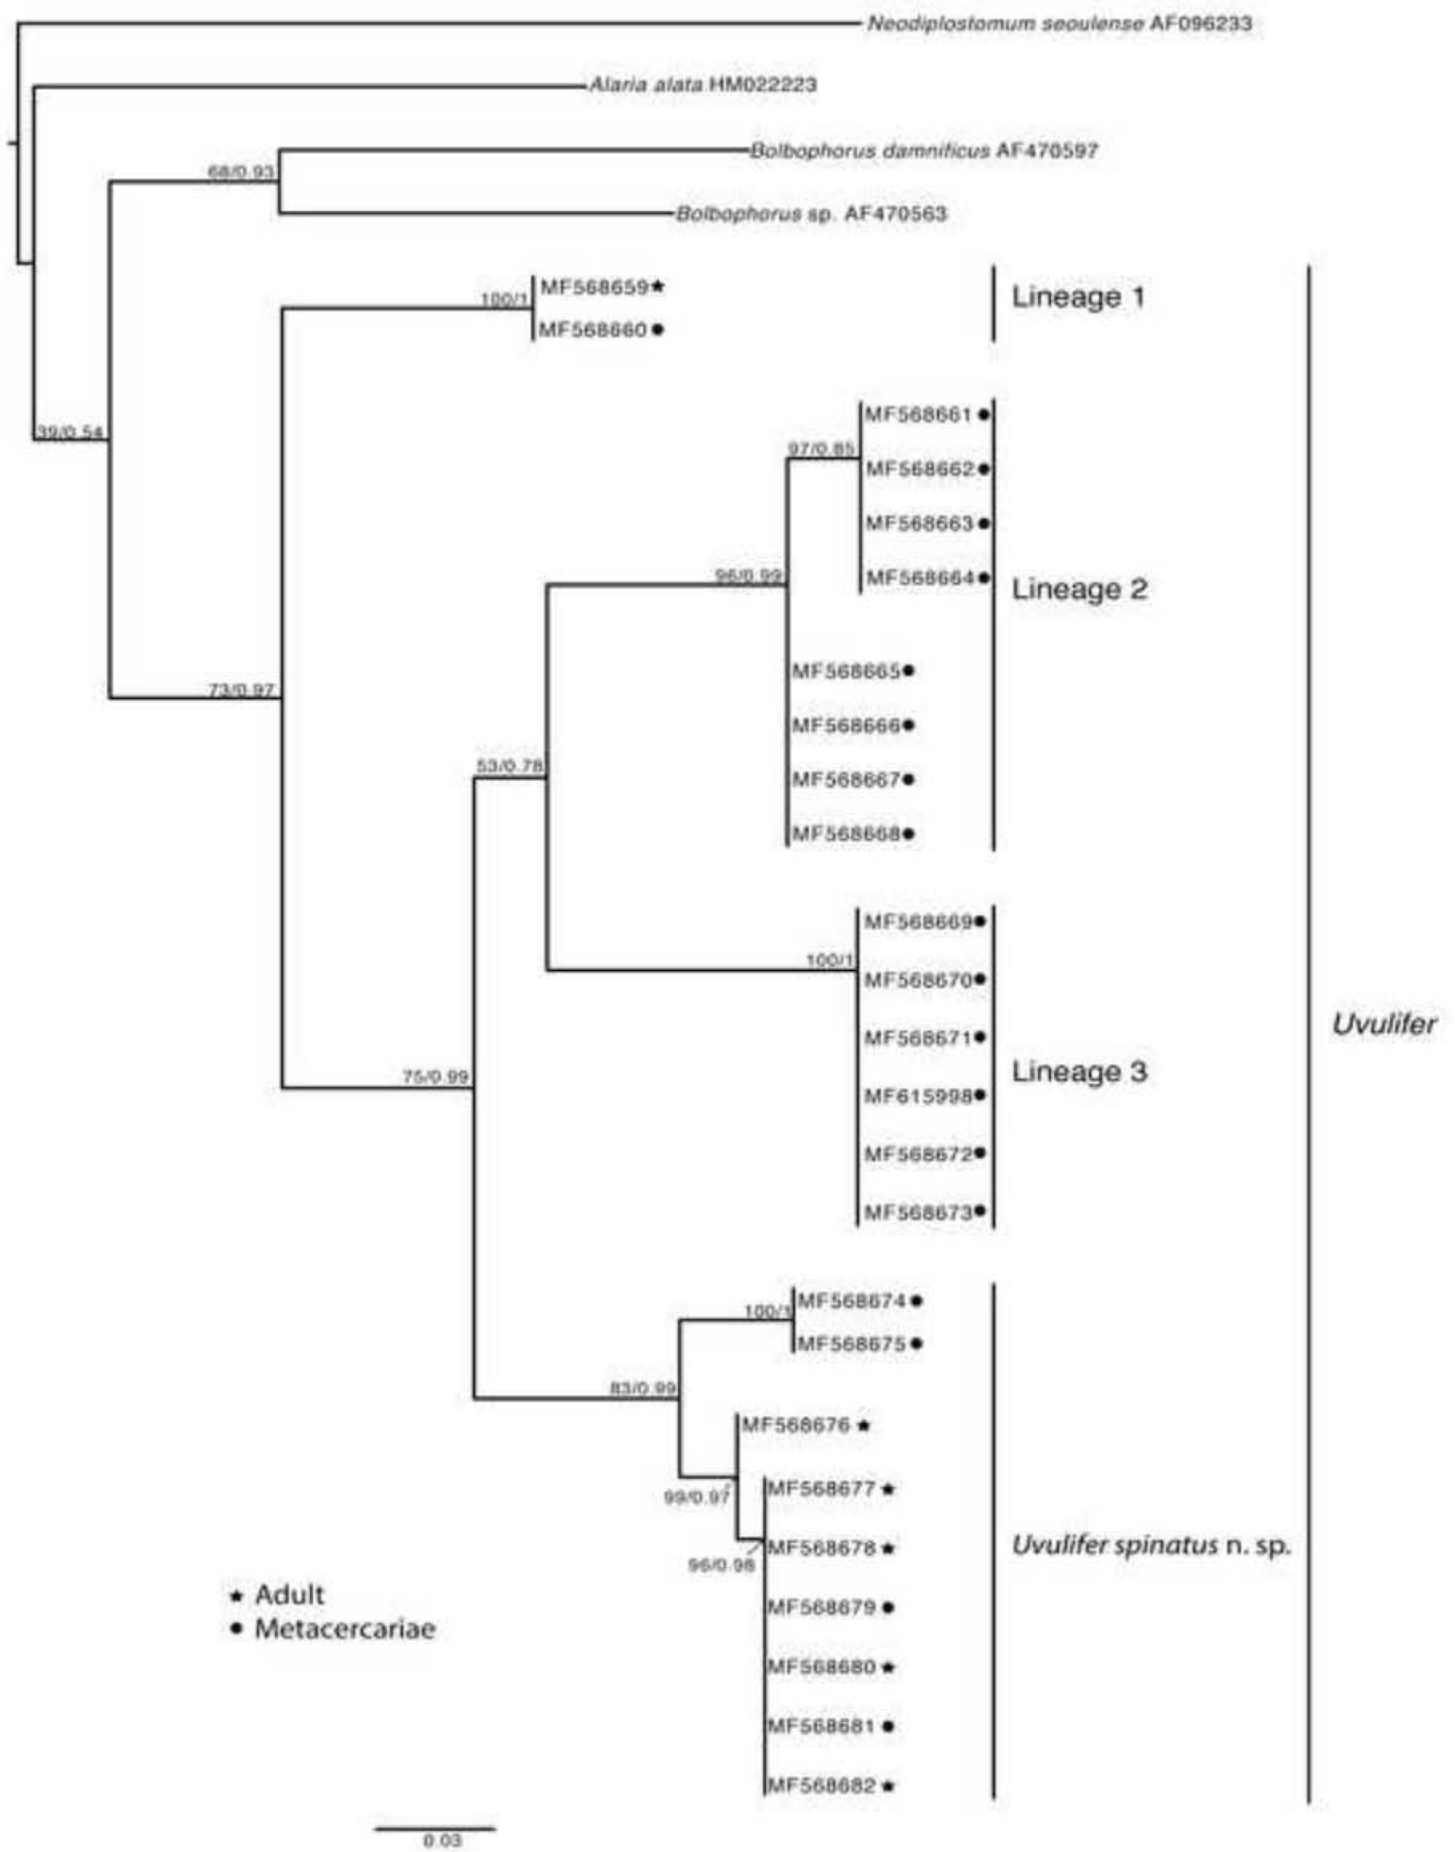 Neodiplostomum seoulense AF096233
Alaria alata HM022223
Bolbophorus damnificus AF470597
68/0.93
Bolbophorus sp. AF470563
MF568659★
100/1
Lineage 1
MF568660●
MF568661●
39/0.54
97/0.85
MF568662●
MF568663●
96/0.99
MF568664●
Lineage 2
MF568665●
73/0.97
MF568666●
53/0.78
MF568667●
MF568668●
MF568669●
100/1
MF568670●
Uvulifer
MF568671●
75/0.99
Lineage 3
MF615998●
MF568672●
MF568673●
MF568674●
100/1
MF568675●
83/0.99
MF568676★
MF568677★
99/0.97
MF568678★
Uvulifer spinatus n. sp.
96/0.98
★ Adult
MF568679●
● Metacercariae
MF568680★
MF568681●
MF568682★
0.03